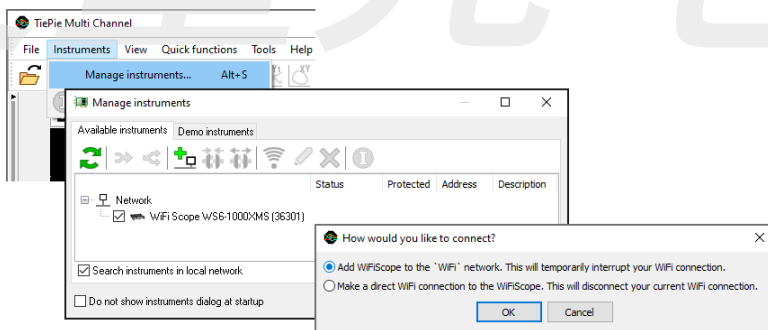 TiePie Multi Channel
File Instruments View Quick functions Tools Help
Manage instruments... Alt+S
Manage instruments
Available instruments Demo instruments
Status Protected Address Description
Network
WiFi Scope WS6-1000XMS (36301)
Search instruments in local network
Do not show instruments dialog at startup
How would you like to connect?
Add WiFiScope to the `WiFi` network. This will temporarily interrupt your WiFi connection.
Make a direct WiFi connection to the WiFiScope. This will disconnect your current WiFi connection.
OK Cancel